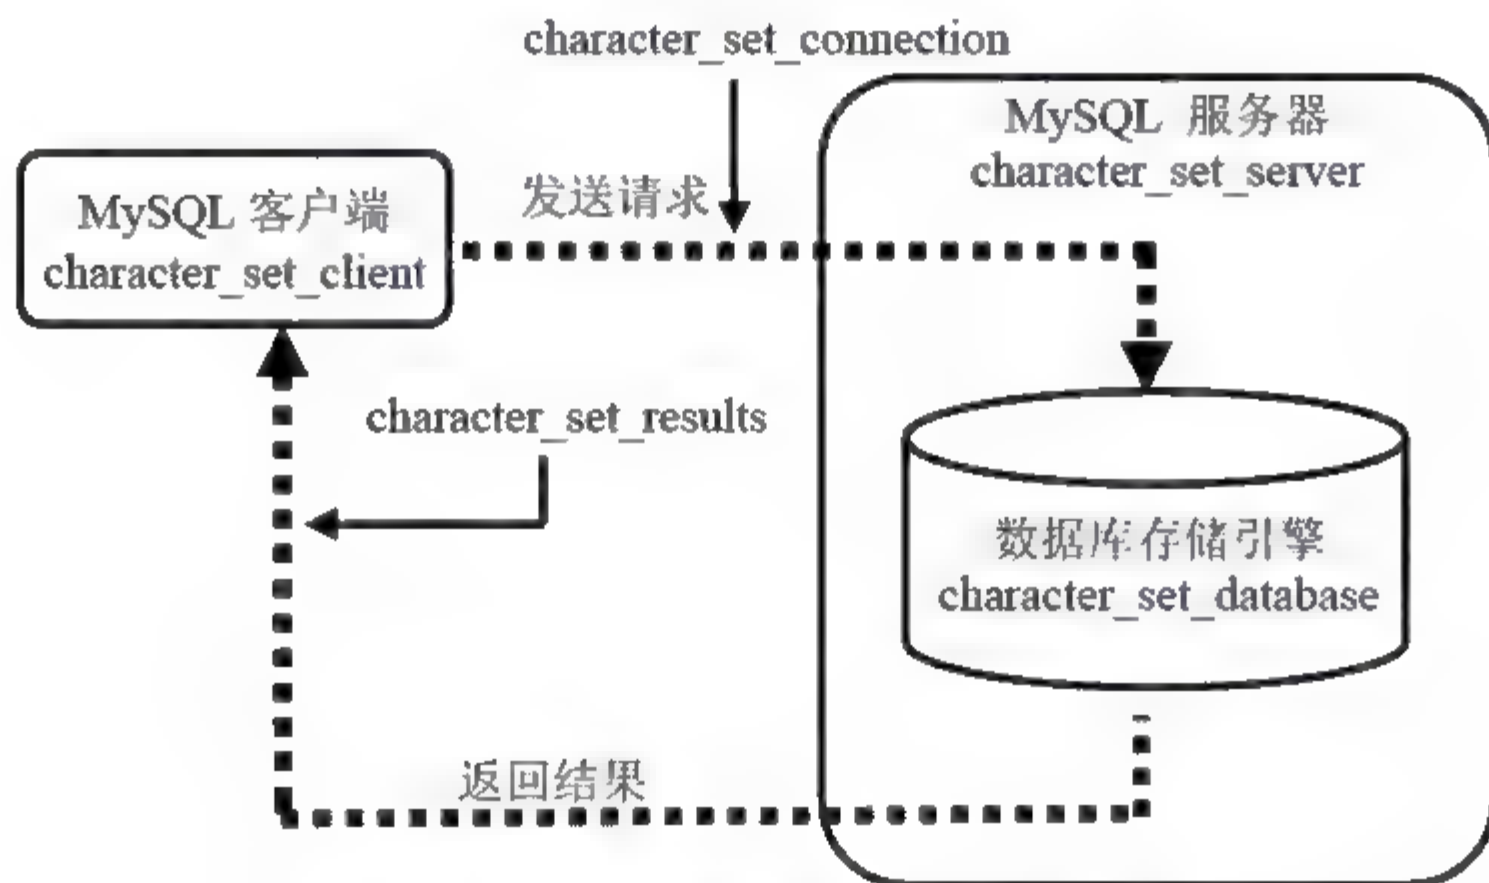 character_set_connection
MySQL 服务器
character_set_server
MySQL 客户端
character_set_client
发送请求
character_set_results
数据库存储引擎
character_set_database
返回结果